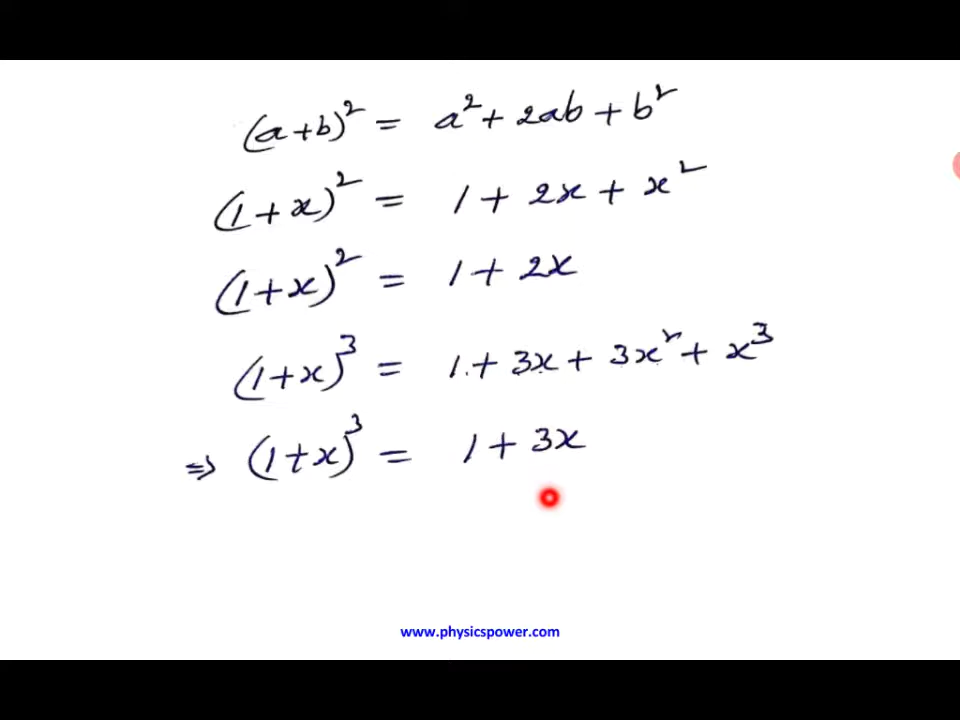 (a+b)² = a² + 2ab + b²
(1+x)² = 1 + 2x + x²
(1+x)² = 1 + 2x
(1+x)³ = 1 + 3x + 3x² + x³
⇒ (1+x)³ = 1 + 3x
www.physicspower.com